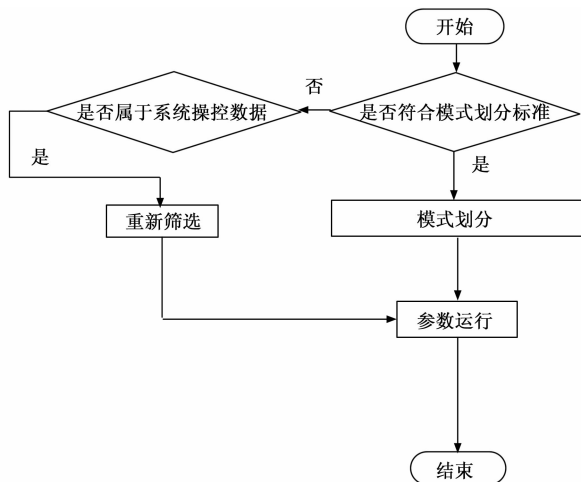 开始
否
是否属于系统操控数据
是否符合模式划分标准
是
是
重新筛选
模式划分
参数运行
结束